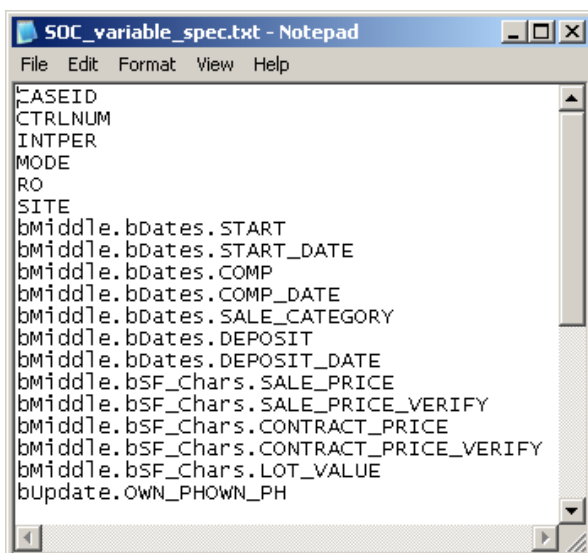 SOC_variable_spec.txt - Notepad
File Edit Format View Help
CASEID
CTRLNUM
INTPER
MODE
RO
SITE
bMiddle.bDates.START
bMiddle.bDates.START_DATE
bMiddle.bDates.COMP
bMiddle.bDates.COMP_DATE
bMiddle.bDates.SALE_CATEGORY
bMiddle.bDates.DEPOSIT
bMiddle.bDates.DEPOSIT_DATE
bMiddle.bSF_Chars.SALE_PRICE
bMiddle.bSF_Chars.SALE_PRICE_VERIFY
bMiddle.bSF_Chars.CONTRACT_PRICE
bMiddle.bSF_Chars.CONTRACT_PRICE_VERIFY
bMiddle.bSF_Chars.LOT_VALUE
bUpdate.OWN_PHOWN_PH